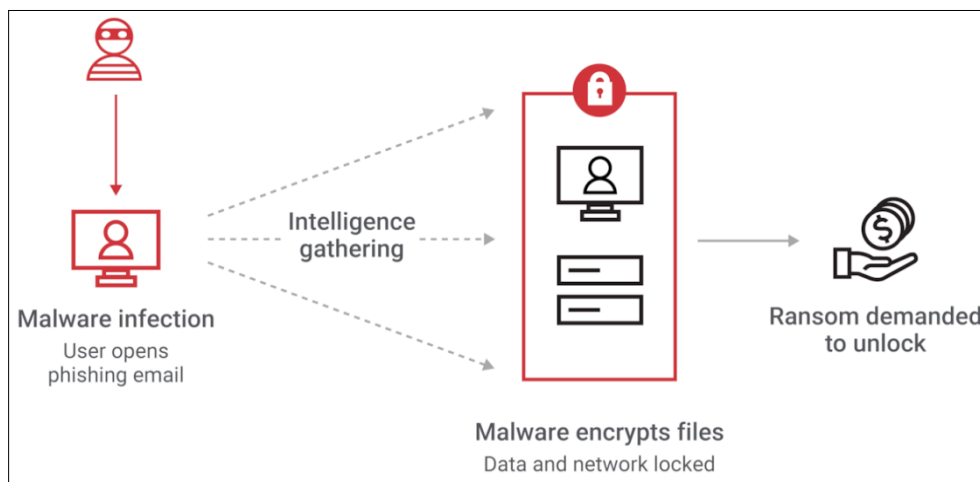 Malware infection
User opens
phishing email
Intelligence
gathering
Malware encrypts files
Data and network locked
$
Ransom demanded
to unlock